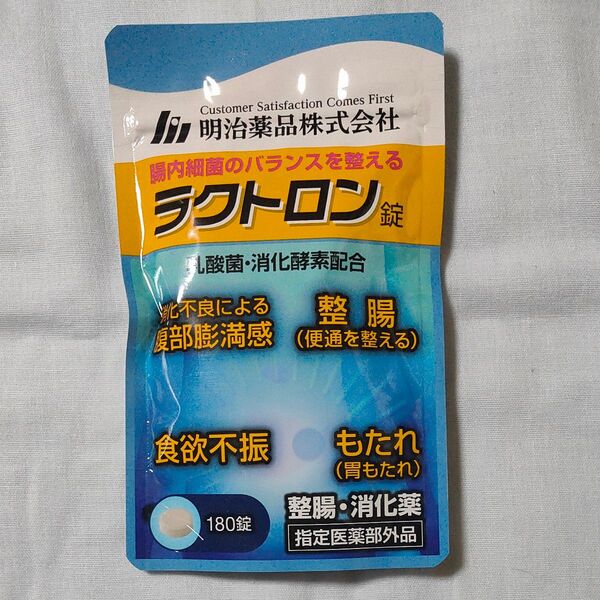 Customer Satisfaction Comes First
明治薬品株式会社
腸内細菌のバランスを整える
ラクトロン錠
乳酸菌・消化酵素配合
消化不良による
腹部膨満感
整腸
(便通を整える)
食欲不振
もたれ
(胃もたれ)
180錠
整腸・消化薬
指定医薬部外品